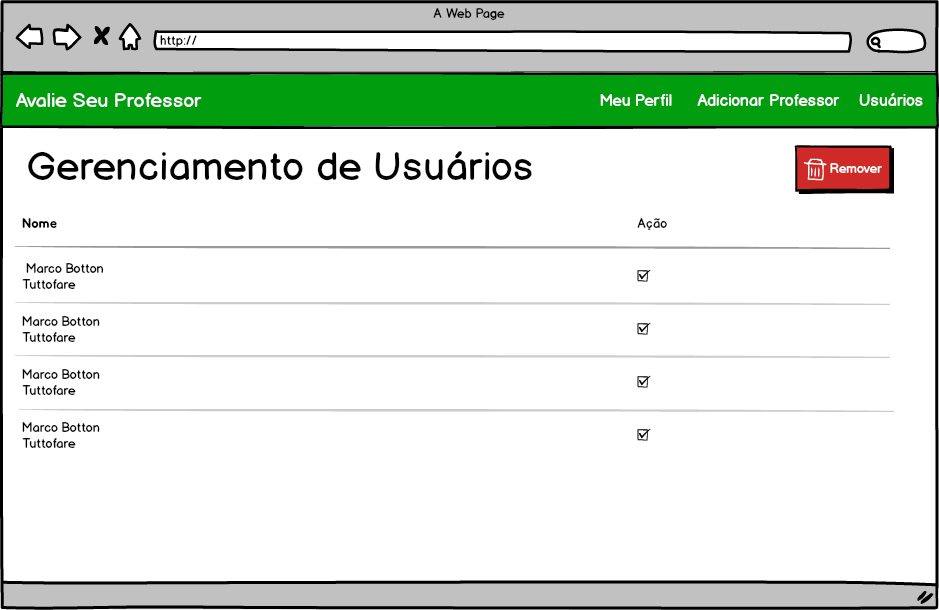 A Web Page
http://
Avalie Seu Professor
Meu Perfil
Adicionar Professor
Usuários
Gerenciamento de Usuários
Remover
Nome
Ação
Marco Botton
Tuttofare
Marco Botton
Tuttofare
Marco Botton
Tuttofare
Marco Botton
Tuttofare